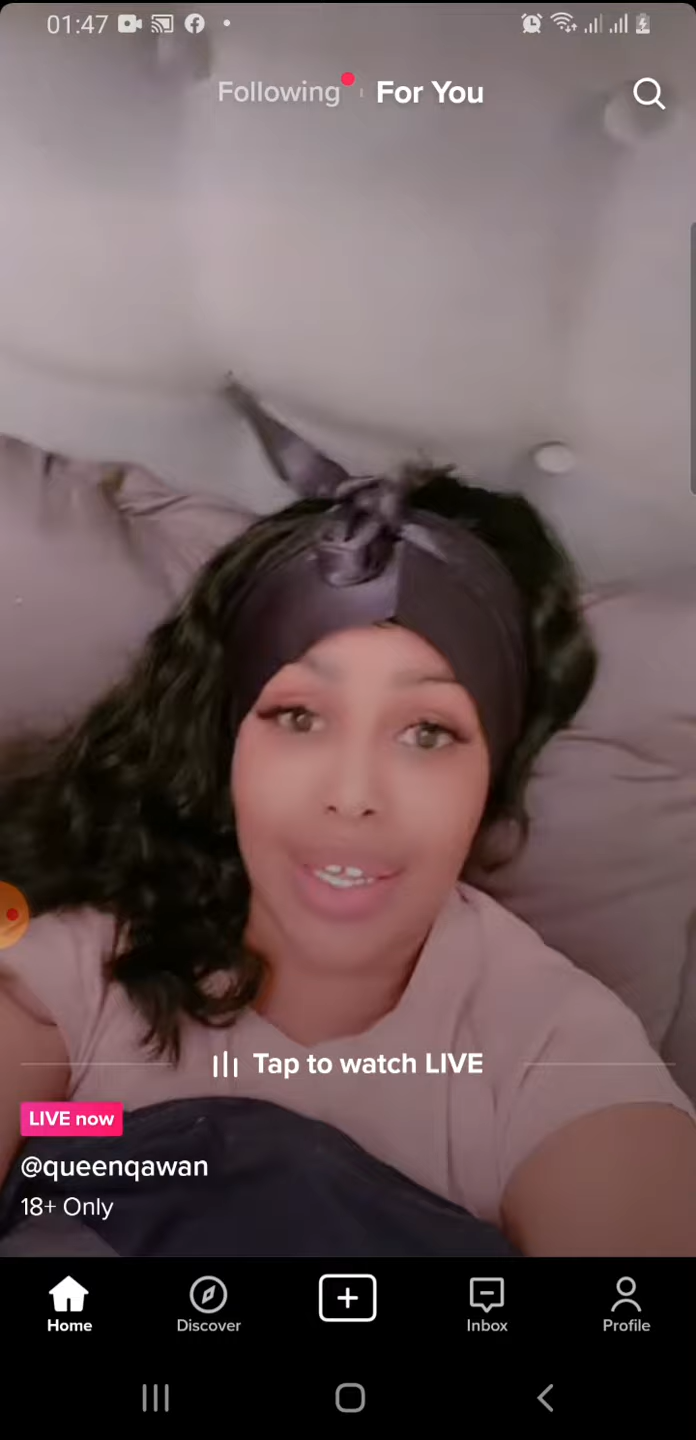 01:47
Following
For You
Tap to watch LIVE
LIVE now
@queenqawan
18+ Only
Home
Discover
Inbox
Profile